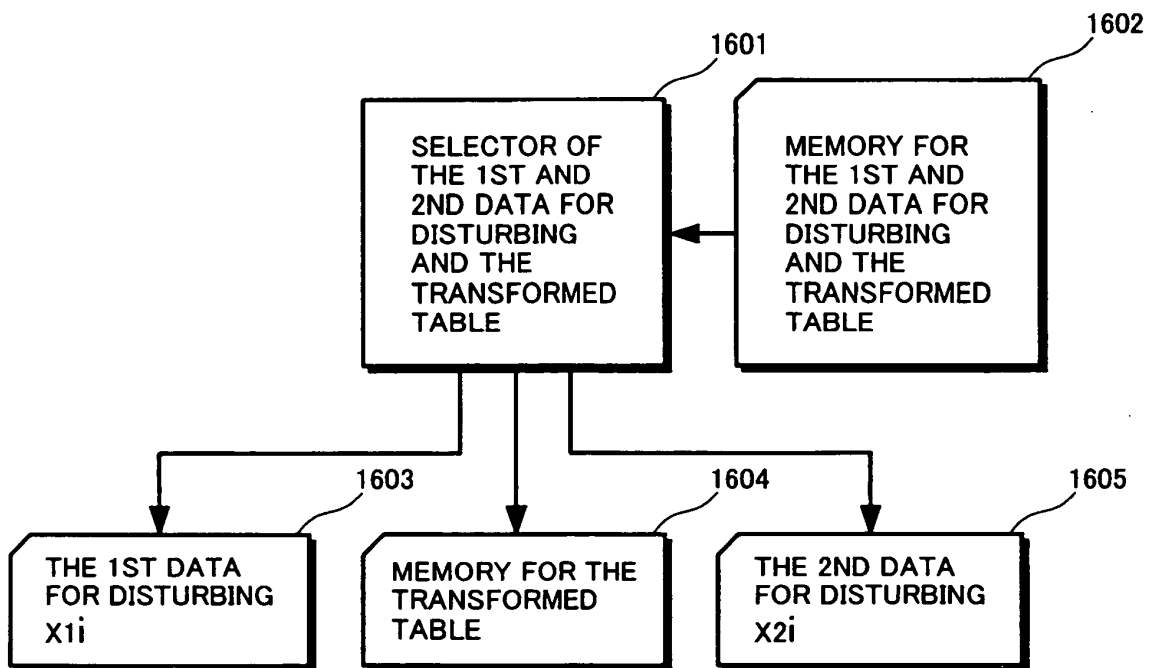 1601
1602
SELECTOR OF
THE 1ST AND
2ND DATA FOR
DISTURBING
AND THE
TRANSFORMED
TABLE
MEMORY FOR
THE 1ST AND
2ND DATA FOR
DISTURBING
AND THE
TRANSFORMED
TABLE
1603
1604
1605
THE 1ST DATA
FOR DISTURBING
X1i
MEMORY FOR THE
TRANSFORMED
TABLE
THE 2ND DATA
FOR DISTURBING
X2i